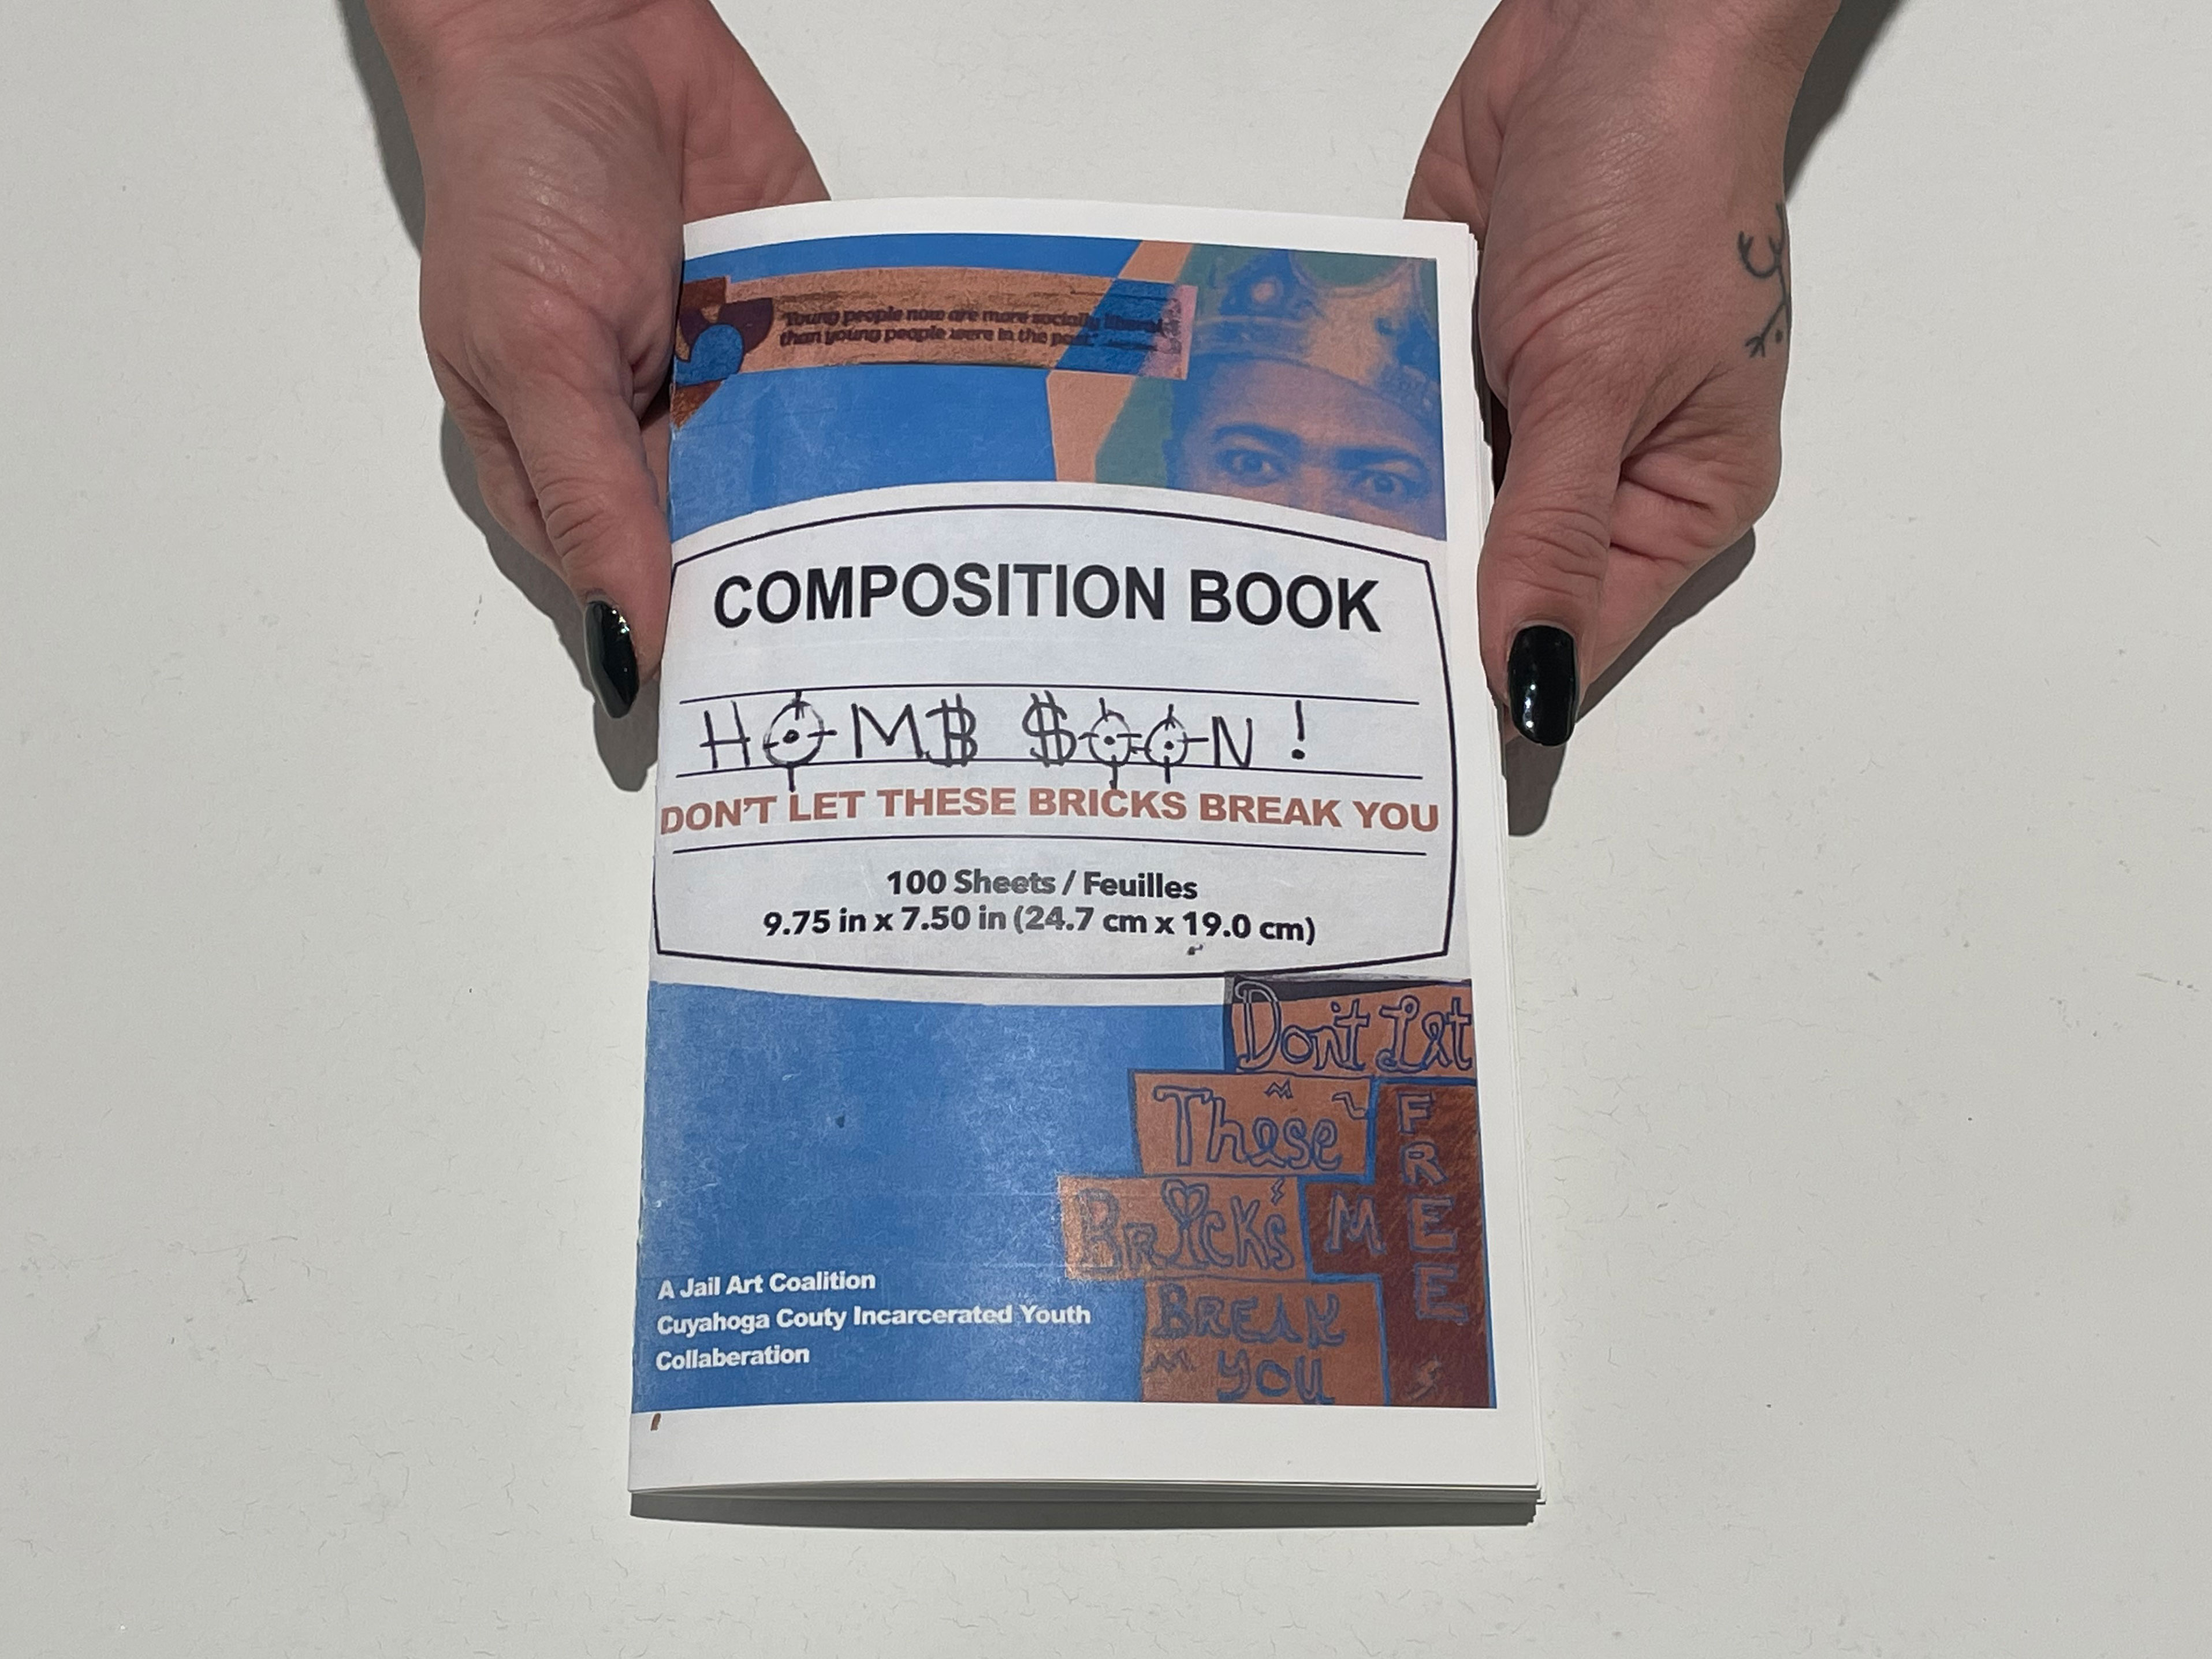 "Young people now are more socially liberal
than young people were in the past."
COMPOSITION BOOK
HOMB $OON!
DON'T LET THESE BRICKS BREAK YOU
100 Sheets / Feuilles
9.75 in x 7.50 in (24.7 cm x 19.0 cm)
Don't Let
These
BRicks
BREAK
YOU
FREE
ME
A Jail Art Coalition
Cuyahoga Couty Incarcerated Youth
Collaberation